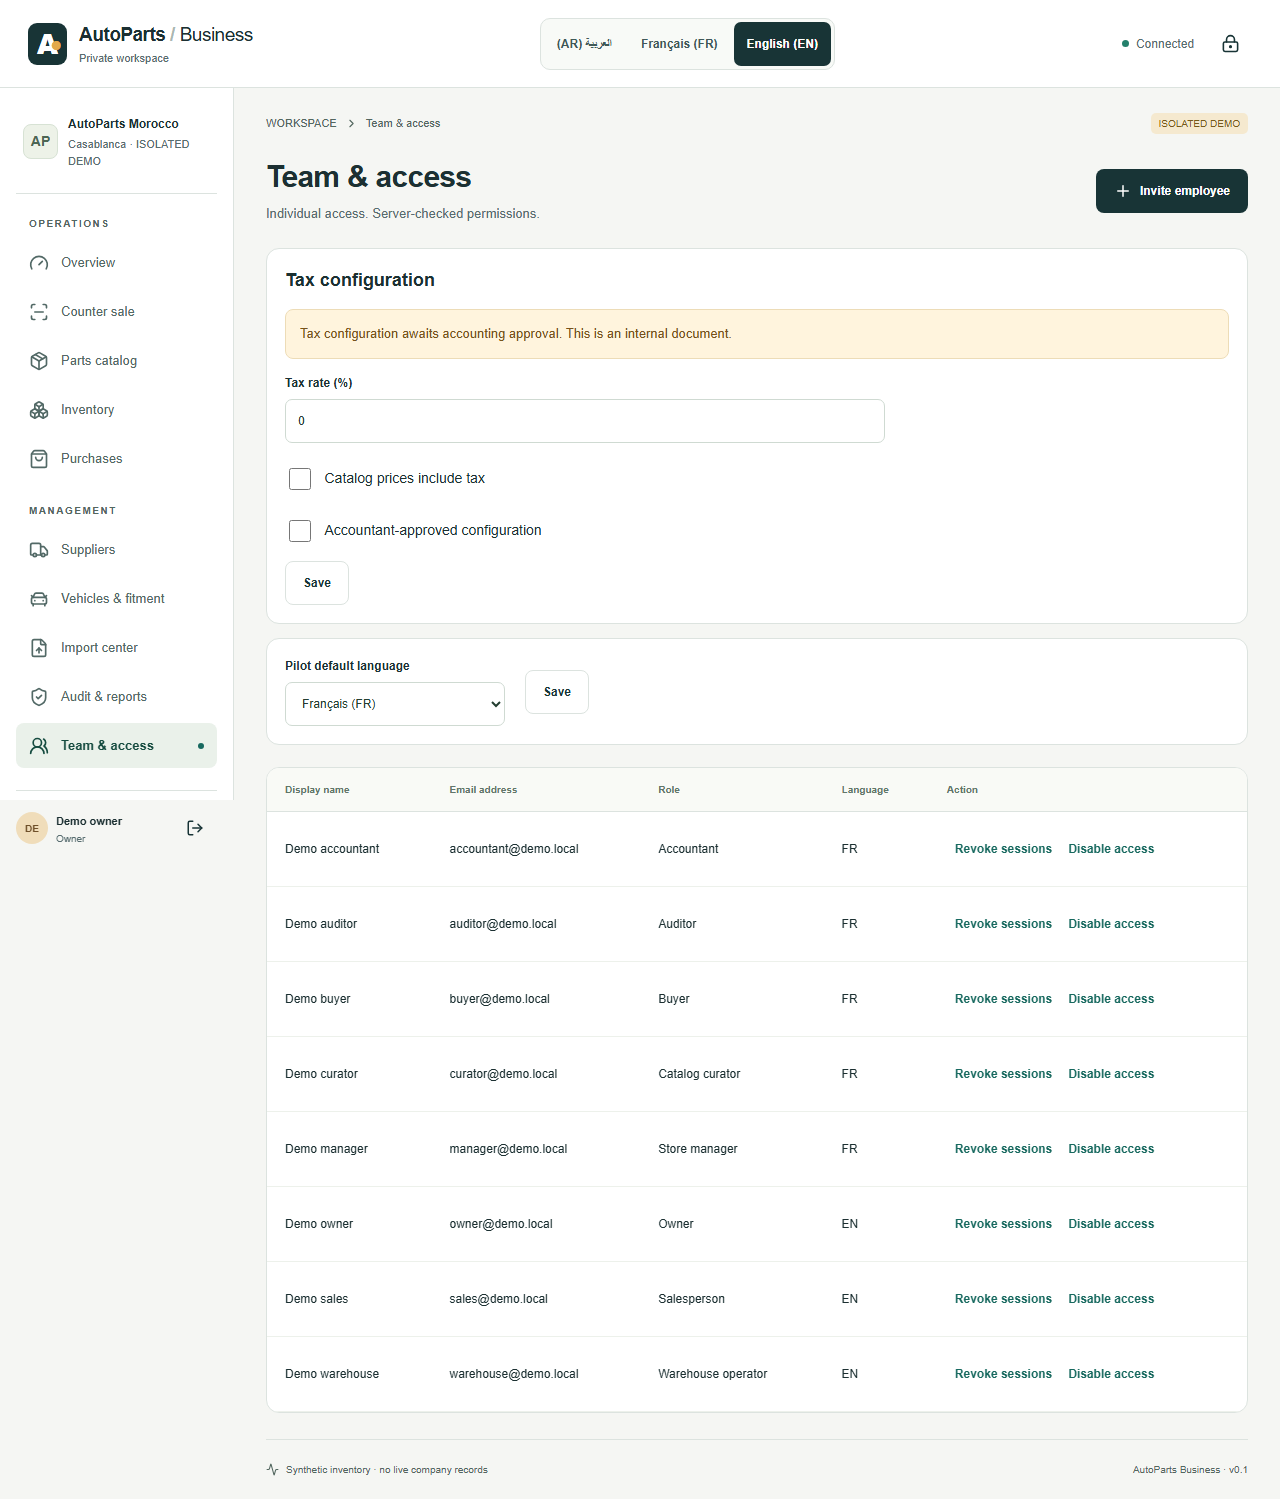 AutoParts / Business
Private workspace
العربية (AR)
Français (FR)
English (EN)
Connected
AP
AutoParts Morocco
Casablanca · ISOLATED
DEMO
OPERATIONS
Overview
Counter sale
Parts catalog
Inventory
Purchases
MANAGEMENT
Suppliers
Vehicles & fitment
Import center
Audit & reports
Team & access
DE
Demo owner
Owner
WORKSPACE > Team & access
ISOLATED DEMO
Team & access
Individual access. Server-checked permissions.
Invite employee
Tax configuration
Tax configuration awaits accounting approval. This is an internal document.
Tax rate (%)
0
Catalog prices include tax
Accountant-approved configuration
Save
Pilot default language
Français (FR)
Save
Display name Email address Role Language Action
Demo accountant accountant@demo.local Accountant FR Revoke sessions Disable access
Demo auditor auditor@demo.local Auditor FR Revoke sessions Disable access
Demo buyer buyer@demo.local Buyer FR Revoke sessions Disable access
Demo curator curator@demo.local Catalog curator FR Revoke sessions Disable access
Demo manager manager@demo.local Store manager FR Revoke sessions Disable access
Demo owner owner@demo.local Owner EN Revoke sessions Disable access
Demo sales sales@demo.local Salesperson EN Revoke sessions Disable access
Demo warehouse warehouse@demo.local Warehouse operator EN Revoke sessions Disable access
Synthetic inventory · no live company records
AutoParts Business · v0.1